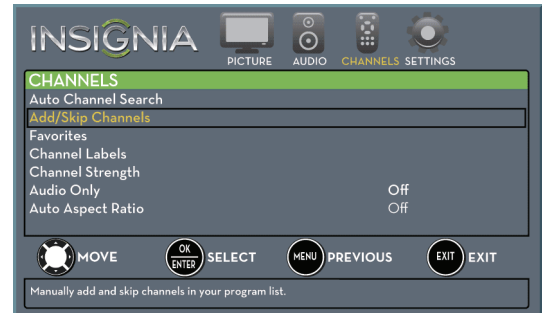 INSIGNIA
PICTURE AUDIO CHANNELS SETTINGS
CHANNELS
Auto Channel Search
Add/Skip Channels
Favorites
Channel Labels
Channel Strength
Audio Only Off
Auto Aspect Ratio Off
MOVE OK ENTER SELECT MENU PREVIOUS EXIT EXIT
Manually add and skip channels in your program list.